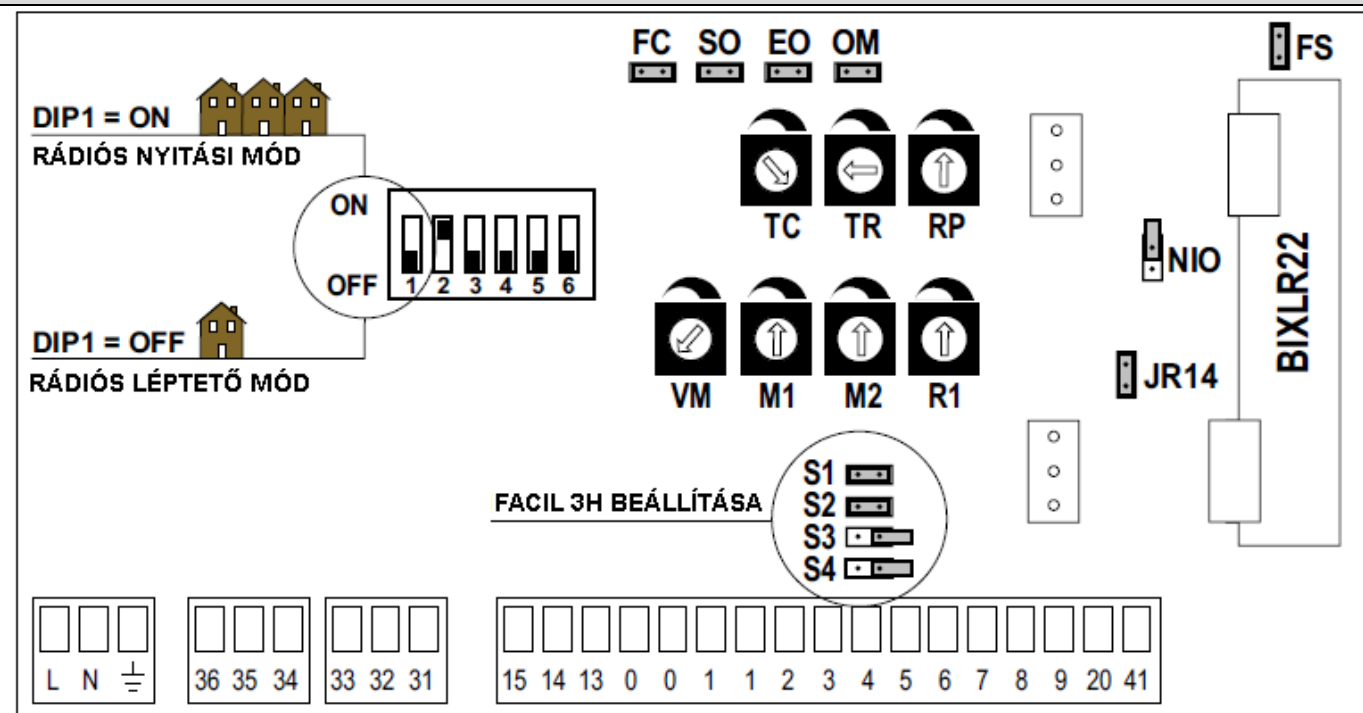 FC SO EO OM
FS
DIP1 = ON
RÁDIÓS NYITÁSI MÓD
ON
OFF
1 2 3 4 5 6
DIP1 = OFF
RÁDIÓS LÉPTETŐ MÓD
TC TR RP
NIO
BIXLR22
VM M1 M2 R1
JR14
FACIL 3H BEÁLLÍTÁSA
S1
S2
S3
S4
L N
36 35 34
33 32 31
15 14 13 0 0 1 1 2 3 4 5 6 7 8 9 20 41